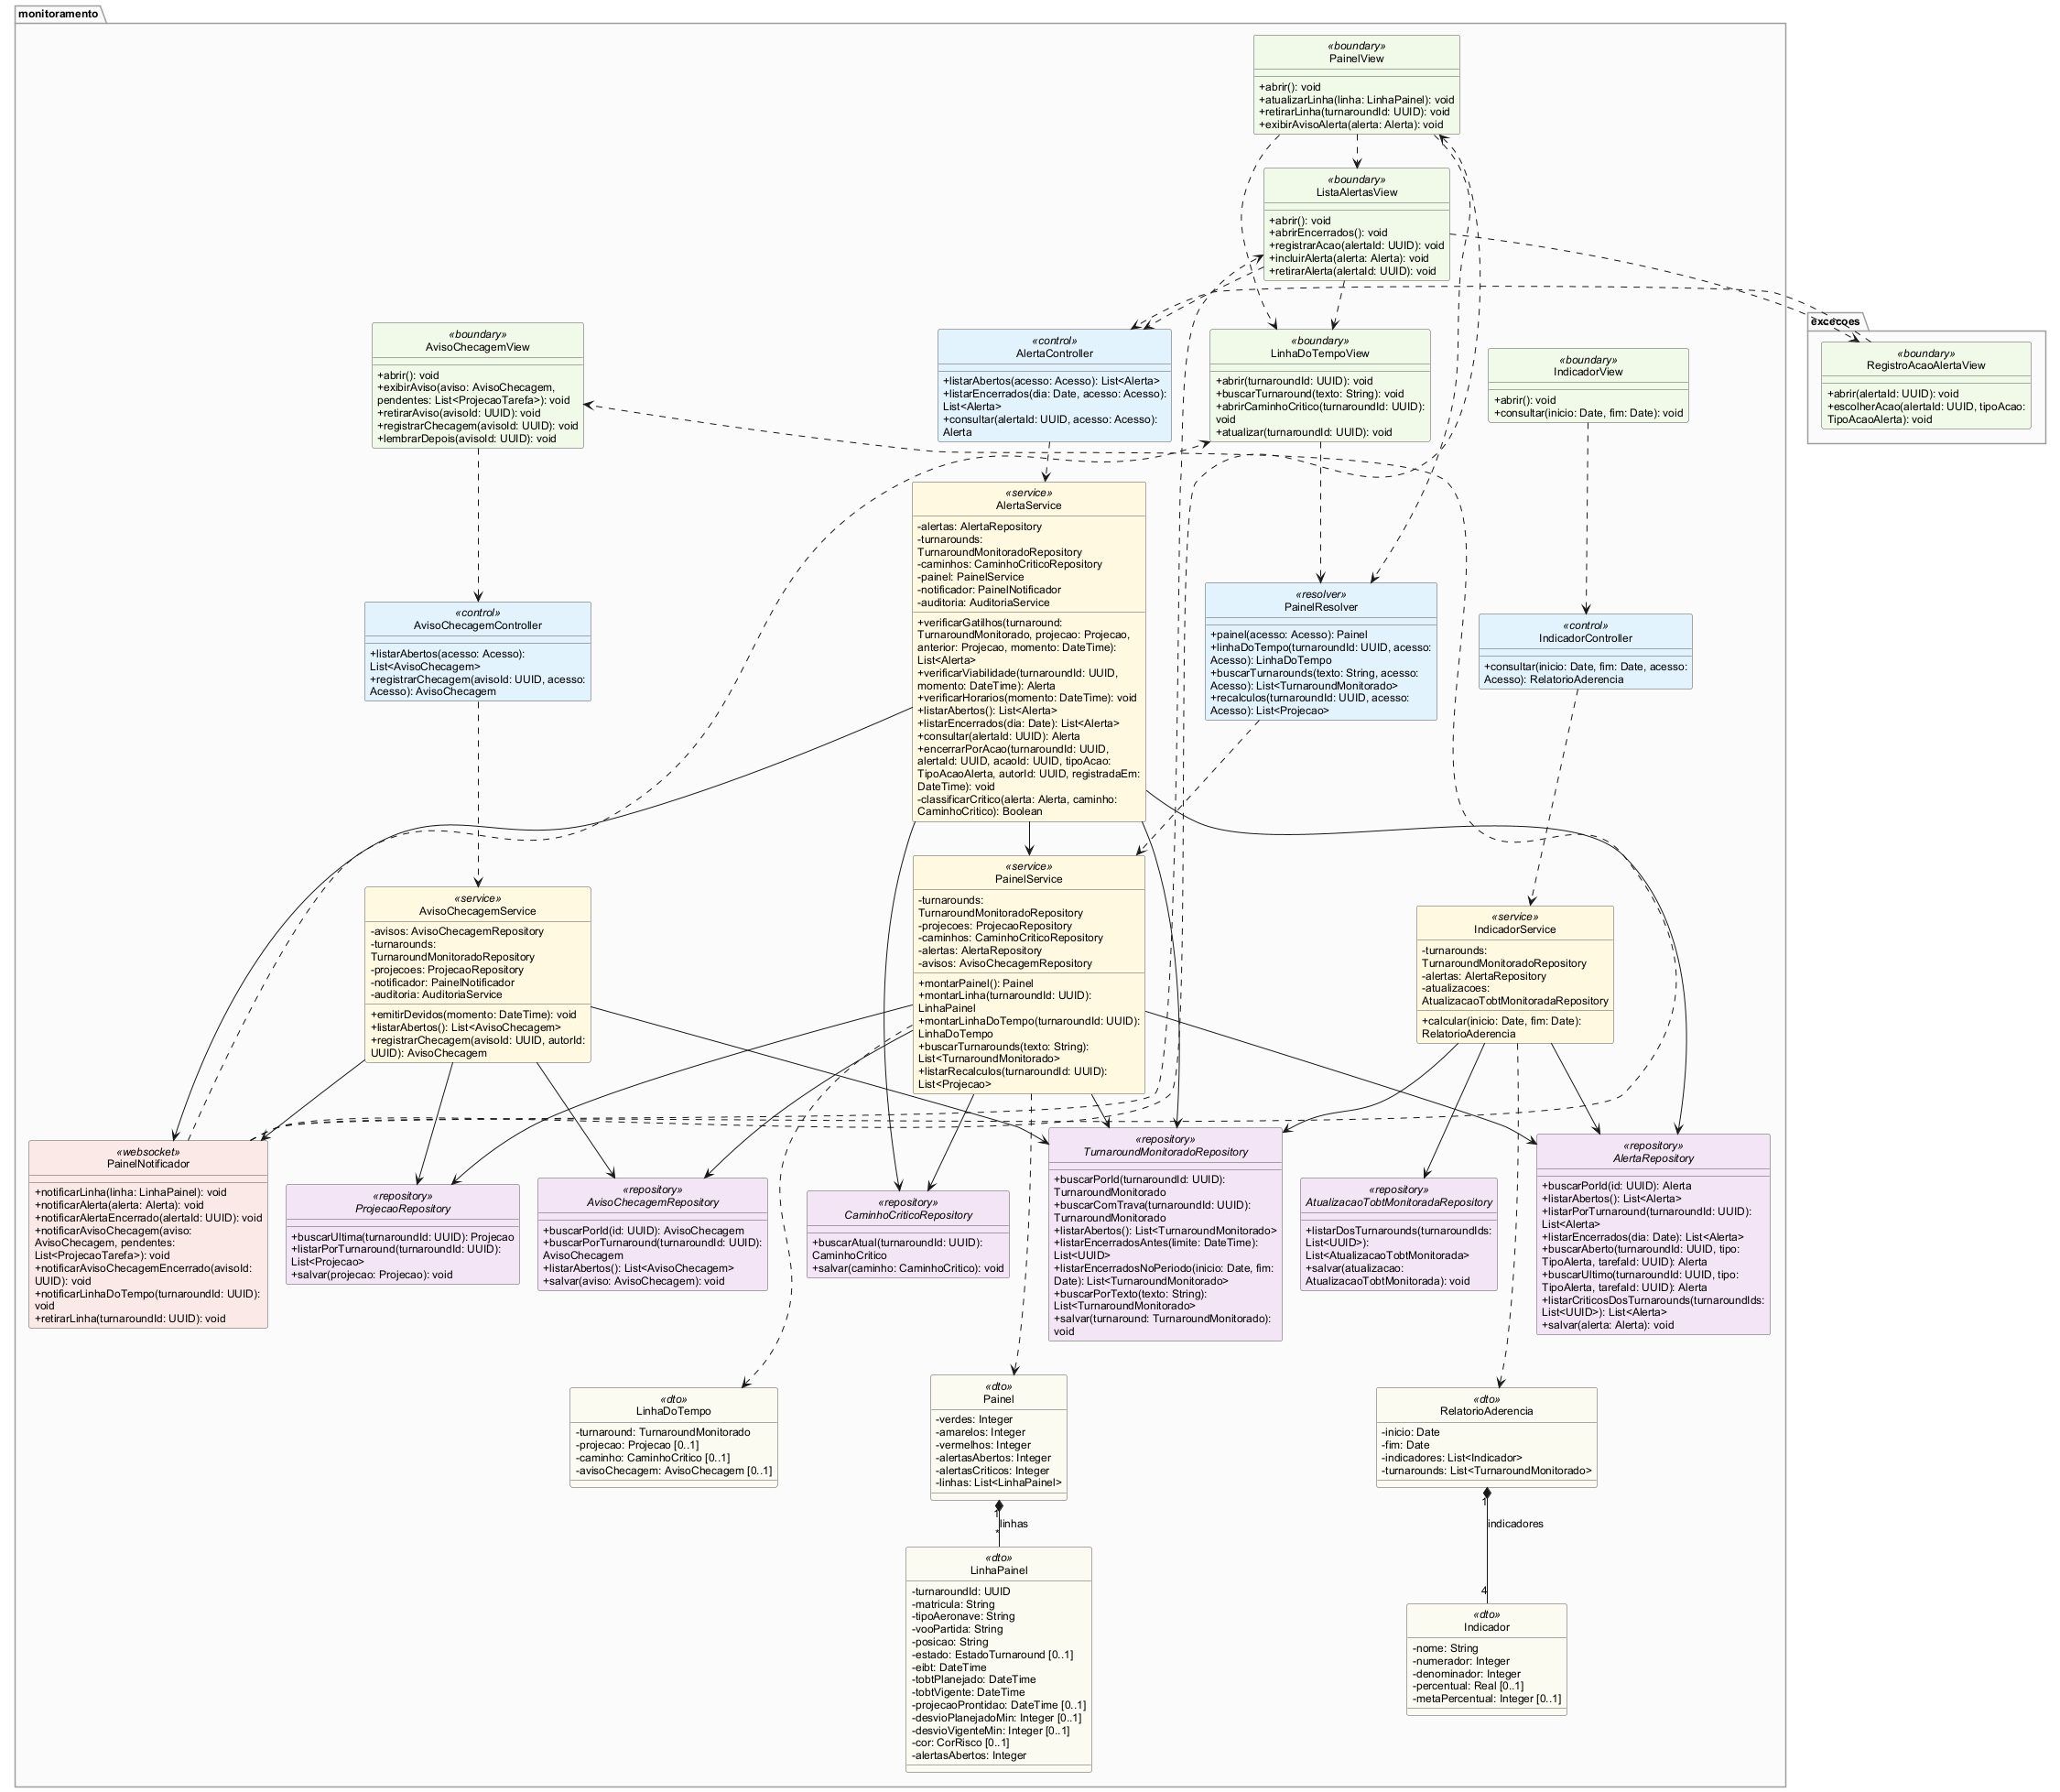 monitoramento
«boundary»
PainelView
+abrir(): void
+atualizarLinha(linha: LinhaPainel): void
+retirarLinha(turnaroundId: UUID): void
+exibirAvisoAlerta(alerta: Alerta): void
«boundary»
ListaAlertasView
+abrir(): void
+abrirEncerrados(): void
+registrarAcao(alertaId: UUID): void
+incluirAlerta(alerta: Alerta): void
+retirarAlerta(alertaId: UUID): void
excecoes
«boundary»
RegistroAcaoAlertaView
+abrir(alertaId: UUID): void
+escolherAcao(alertaId: UUID, tipoAcao:
TipoAcaoAlerta): void
«boundary»
AvisoChecagemView
+abrir(): void
+exibirAviso(aviso: AvisoChecagem,
pendentes: List<ProjecaoTarefa>): void
+retirarAviso(avisoId: UUID): void
+registrarChecagem(avisoId: UUID): void
+lembrarDepois(avisoId: UUID): void
«control»
AlertaController
+listarAbertos(acesso: Acesso): List<Alerta>
+listarEncerrados(dia: Date, acesso: Acesso):
List<Alerta>
+consultar(alertaId: UUID, acesso: Acesso):
Alerta
«boundary»
LinhaDoTempoView
+abrir(turnaroundId: UUID): void
+buscarTurnaround(texto: String): void
+abrirCaminhoCritico(turnaroundId: UUID):
void
+atualizar(turnaroundId: UUID): void
«boundary»
IndicadorView
+abrir(): void
+consultar(inicio: Date, fim: Date): void
«service»
AlertaService
-alertas: AlertaRepository
-turnarounds:
TurnaroundMonitoradoRepository
-caminhos: CaminhoCriticoRepository
-painel: PainelService
-notificador: PainelNotificador
-auditoria: AuditoriaService
+verificarGatilhos(turnaround:
TurnaroundMonitorado, projecao: Projecao,
anterior: Projecao, momento: DateTime):
List<Alerta>
+verificarViabilidade(turnaroundId: UUID,
momento: DateTime): Alerta
+verificarHorarios(momento: DateTime): void
+listarAbertos(): List<Alerta>
+listarEncerrados(dia: Date): List<Alerta>
+consultar(alertaId: UUID): Alerta
+encerrarPorAcao(turnaroundId: UUID,
alertaId: UUID, acaoId: UUID, tipoAcao:
TipoAcaoAlerta, autorId: UUID, registradaEm:
DateTime): void
-classificarCritico(alerta: Alerta, caminho:
CaminhoCritico): Boolean
«control»
AvisoChecagemController
+listarAbertos(acesso: Acesso):
List<AvisoChecagem>
+registrarChecagem(avisoId: UUID, acesso:
Acesso): AvisoChecagem
«resolver»
PainelResolver
+painel(acesso: Acesso): Painel
+linhaDoTempo(turnaroundId: UUID, acesso:
Acesso): LinhaDoTempo
+buscarTurnarounds(texto: String, acesso:
Acesso): List<TurnaroundMonitorado>
+recalculos(turnaroundId: UUID, acesso:
Acesso): List<Projecao>
«control»
IndicadorController
+consultar(inicio: Date, fim: Date, acesso:
Acesso): RelatorioAderencia
«service»
AvisoChecagemService
-avisos: AvisoChecagemRepository
-turnarounds:
TurnaroundMonitoradoRepository
-projecoes: ProjecaoRepository
-notificador: PainelNotificador
-auditoria: AuditoriaService
+emitirDevidos(momento: DateTime): void
+listarAbertos(): List<AvisoChecagem>
+registrarChecagem(avisoId: UUID, autorId:
UUID): AvisoChecagem
«service»
PainelService
-turnarounds:
TurnaroundMonitoradoRepository
-projecoes: ProjecaoRepository
-caminhos: CaminhoCriticoRepository
-alertas: AlertaRepository
-avisos: AvisoChecagemRepository
+montarPainel(): Painel
+montarLinha(turnaroundId: UUID):
LinhaPainel
+montarLinhaDoTempo(turnaroundId: UUID):
LinhaDoTempo
+buscarTurnarounds(texto: String):
List<TurnaroundMonitorado>
+listarRecalculos(turnaroundId: UUID):
List<Projecao>
«service»
IndicadorService
-turnarounds:
TurnaroundMonitoradoRepository
-alertas: AlertaRepository
-atualizacoes:
AtualizacaoTobtMonitoradaRepository
+calcular(inicio: Date, fim: Date):
RelatorioAderencia
«websocket»
PainelNotificador
+notificarLinha(linha: LinhaPainel): void
+notificarAlerta(alerta: Alerta): void
+notificarAlertaEncerrado(alertaId: UUID): void
+notificarAvisoChecagem(aviso:
AvisoChecagem, pendentes:
List<ProjecaoTarefa>): void
+notificarAvisoChecagemEncerrado(avisoId:
UUID): void
+notificarLinhaDoTempo(turnaroundId: UUID):
void
+retirarLinha(turnaroundId: UUID): void
«repository»
ProjecaoRepository
+buscarUltima(turnaroundId: UUID): Projecao
+listarPorTurnaround(turnaroundId: UUID):
List<Projecao>
+salvar(projecao: Projecao): void
«repository»
AvisoChecagemRepository
+buscarPorId(id: UUID): AvisoChecagem
+buscarPorTurnaround(turnaroundId: UUID):
AvisoChecagem
+listarAbertos(): List<AvisoChecagem>
+salvar(aviso: AvisoChecagem): void
«repository»
CaminhoCriticoRepository
+buscarAtual(turnaroundId: UUID):
CaminhoCritico
+salvar(caminho: CaminhoCritico): void
«repository»
TurnaroundMonitoradoRepository
+buscarPorId(turnaroundId: UUID):
TurnaroundMonitorado
+buscarComTrava(turnaroundId: UUID):
TurnaroundMonitorado
+listarAbertos(): List<TurnaroundMonitorado>
+listarEncerradosAntes(limite: DateTime):
List<UUID>
+listarEncerradosNoPeriodo(inicio: Date, fim:
Date): List<TurnaroundMonitorado>
+buscarPorTexto(texto: String):
List<TurnaroundMonitorado>
+salvar(turnaround: TurnaroundMonitorado):
void
«repository»
AtualizacaoTobtMonitoradaRepository
+listarDosTurnarounds(turnaroundIds:
List<UUID>):
List<AtualizacaoTobtMonitorada>
+salvar(atualizacao:
AtualizacaoTobtMonitorada): void
«repository»
AlertaRepository
+buscarPorId(id: UUID): Alerta
+listarAbertos(): List<Alerta>
+listarPorTurnaround(turnaroundId: UUID):
List<Alerta>
+listarEncerrados(dia: Date): List<Alerta>
+buscarAberto(turnaroundId: UUID, tipo:
TipoAlerta, tarefaId: UUID): Alerta
+buscarUltimo(turnaroundId: UUID, tipo:
TipoAlerta, tarefaId: UUID): Alerta
+listarCriticosDosTurnarounds(turnaroundIds:
List<UUID>): List<Alerta>
+salvar(alerta: Alerta): void
«dto»
LinhaDoTempo
-turnaround: TurnaroundMonitorado
-projecao: Projecao [0..1]
-caminho: CaminhoCritico [0..1]
-avisoChecagem: AvisoChecagem [0..1]
«dto»
Painel
-verdes: Integer
-amarelos: Integer
-vermelhos: Integer
-alertasAbertos: Integer
-alertasCriticos: Integer
-linhas: List<LinhaPainel>
1
linhas
*
«dto»
RelatorioAderencia
-inicio: Date
-fim: Date
-indicadores: List<Indicador>
-turnarounds: List<TurnaroundMonitorado>
1
indicadores
4
«dto»
LinhaPainel
-turnaroundId: UUID
-matricula: String
-tipoAeronave: String
-vooPartida: String
-posicao: String
-estado: EstadoTurnaround [0..1]
-eibt: DateTime
-tobtPlanejado: DateTime
-tobtVigente: DateTime
-projecaoProntidao: DateTime [0..1]
-desvioPlanejadoMin: Integer [0..1]
-desvioVigenteMin: Integer [0..1]
-cor: CorRisco [0..1]
-alertasAbertos: Integer
«dto»
Indicador
-nome: String
-numerador: Integer
-denominador: Integer
-percentual: Real [0..1]
-metaPercentual: Integer [0..1]